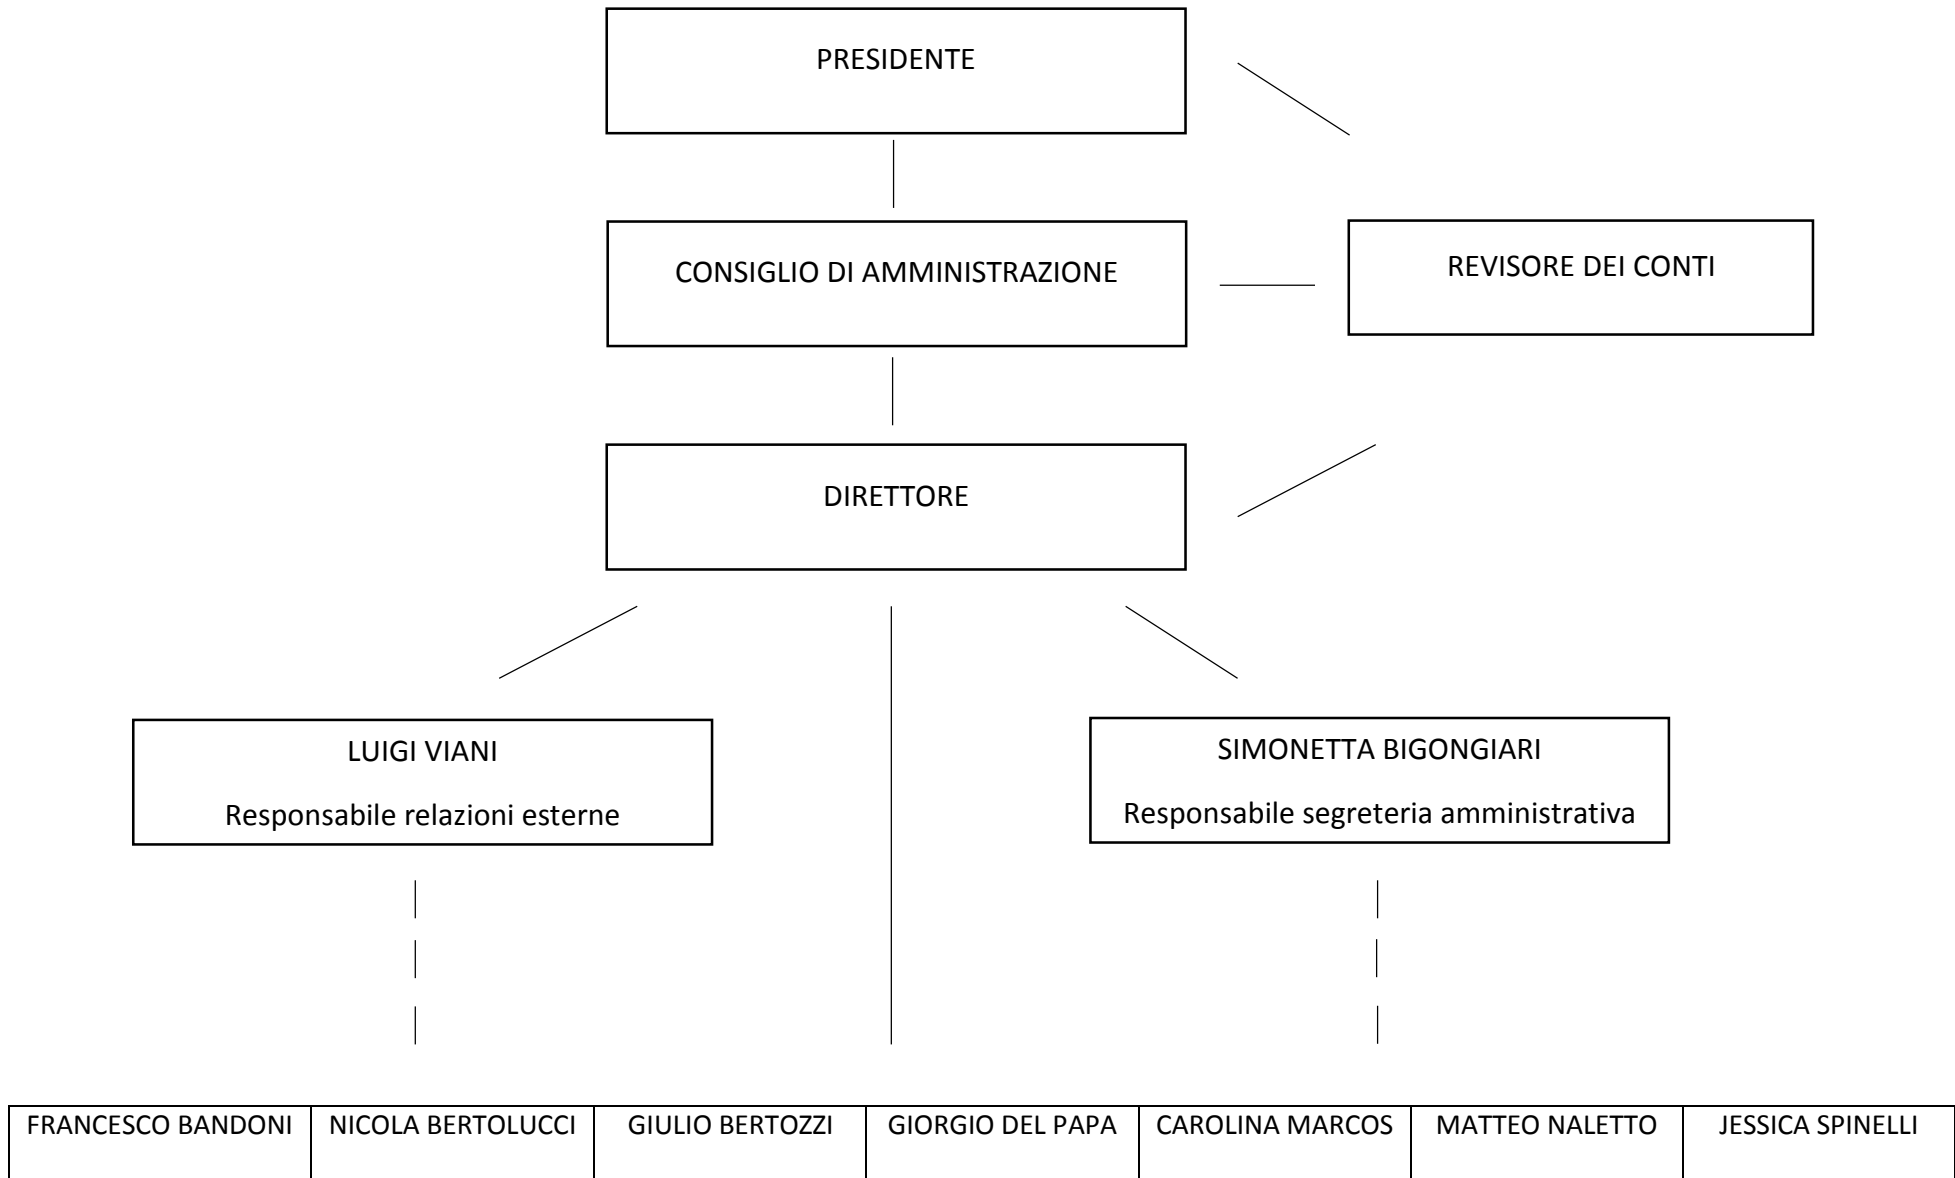 PRESIDENTE
CONSIGLIO DI AMMINISTRAZIONE
REVISORE DEI CONTI
DIRETTORE
LUIGI VIANI
Responsabile relazioni esterne
SIMONETTA BIGONGIARI
Responsabile segreteria amministrativa
FRANCESCO BANDONI
NICOLA BERTOLUCCI
GIULIO BERTOZZI
GIORGIO DEL PAPA
CAROLINA MARCOS
MATTEO NALETTO
JESSICA SPINELLI